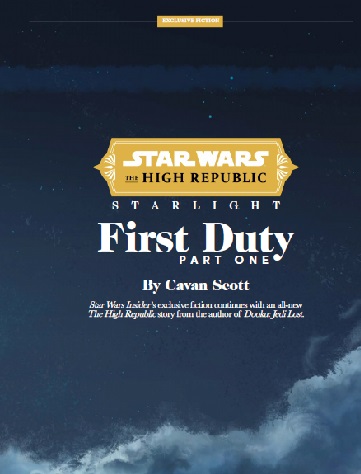 EXCLUSIVE FICTION
STAR WARS
THE HIGH REPUBLIC
STARLIGHT
First Duty
PART ONE
By Cavan Scott
Star Wars Insider's exclusive fiction continues with an all-new
The High Republic story from the author of Dooku: Jedi Lost.